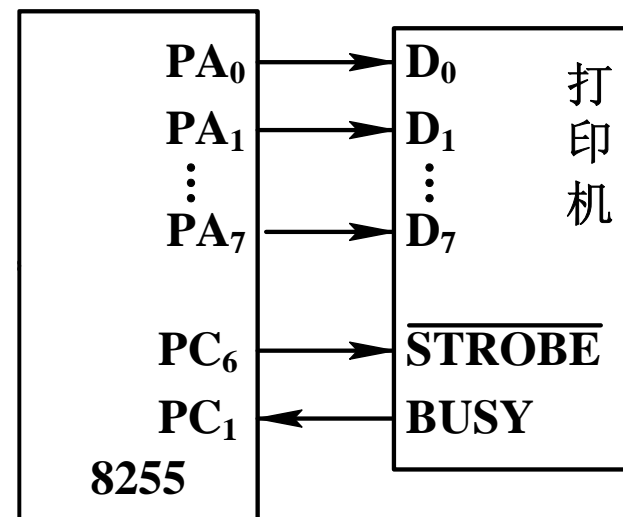 PA₀
PA₁
⋮
PA₇
PC₆
PC₁
8255
D₀
D₁
⋮
D₇
STROBE
BUSY
打
印
机